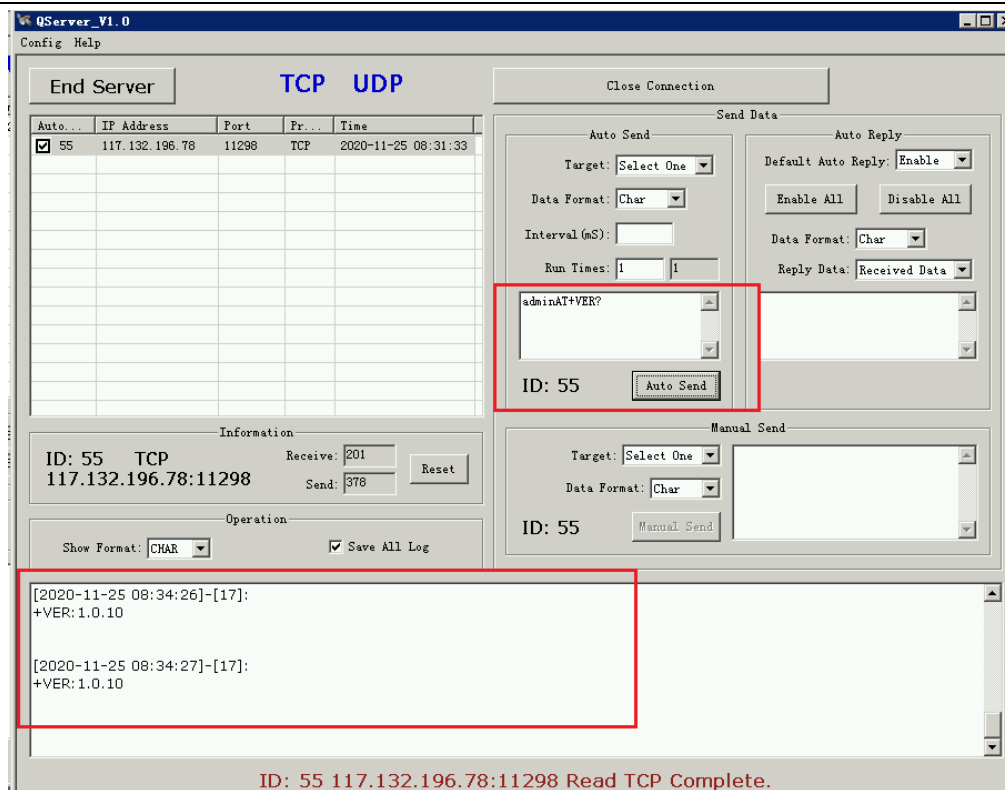 QServer_V1.0
Config Help
End Server
TCP UDP
Close Connection
Auto... IP Address Port Pr... Time
55 117.132.196.78 11298 TCP 2020-11-25 08:31:33
Send Data
Auto Send
Target: Select One
Data Format: Char
Interval(mS):
Run Times: 1 1
adminAT+VER?
ID: 55 Auto Send
Auto Reply
Default Auto Reply: Enable
Enable All Disable All
Data Format: Char
Reply Data: Received Data
Information
ID: 55 TCP
117.132.196.78:11298
Receive: 201
Send: 378
Reset
Manual Send
Target: Select One
Data Format: Char
ID: 55 Manual Send
Operation
Show Format: CHAR Save All Log
[2020-11-25 08:34:26]-[17]:
+VER:1.0.10
[2020-11-25 08:34:27]-[17]:
+VER:1.0.10
ID: 55 117.132.196.78:11298 Read TCP Complete.